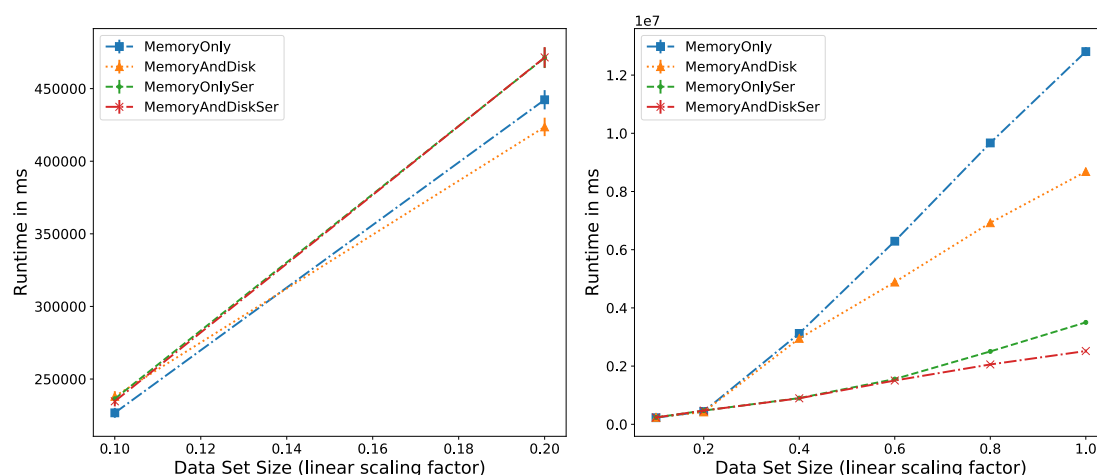 MemoryOnly
MemoryAndDisk
MemoryOnlySer
MemoryAndDiskSer
450000
400000
350000
300000
250000
Runtime in ms
0.10
0.12
0.14
0.16
0.18
0.20
Data Set Size (linear scaling factor)
1e7
MemoryOnly
MemoryAndDisk
MemoryOnlySer
MemoryAndDiskSer
1.2
1.0
0.8
0.6
0.4
0.2
0.0
Runtime in ms
0.2
0.4
0.6
0.8
1.0
Data Set Size (linear scaling factor)